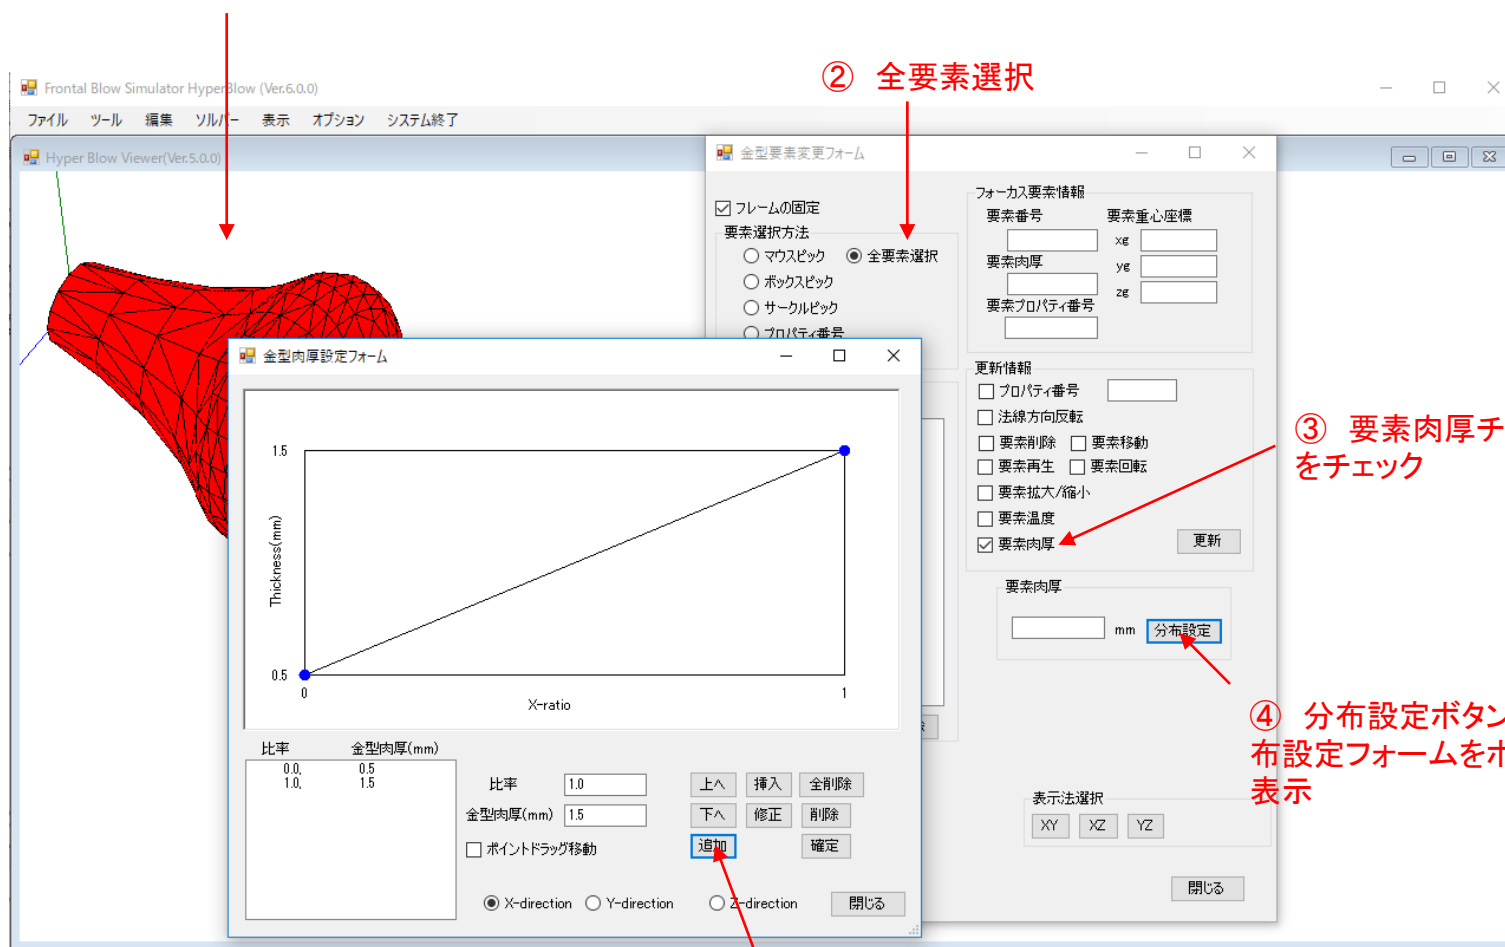 ② 全要素選択
Frontal Blow Simulator HyperBlow (Ver.6.0.0)
ファイル ツール 編集 ソルバー 表示 オプション システム終了
Hyper Blow Viewer(Ver.5.0.0)
金型要素変更フォーム
フレームの固定
要素選択方法
マウスピック 全要素選択
ボックスピック
サークルピック
プロパティ番号
フォーカス要素情報
要素番号 要素重心座標
xg
要素肉厚
yg
zg
要素プロパティ番号
更新情報
プロパティ番号
法線方向反転
要素削除 要素移動
要素再生 要素回転
要素拡大/縮小
要素温度
要素肉厚
更新
要素肉厚
mm 分布設定
表示法選択
XY XZ YZ
閉じる
③ 要素肉厚チ
をチェック
④ 分布設定ボタン
布設定フォームをポ
表示
金型肉厚設定フォーム
1.5
Thickness(mm)
0.5
0 1
X-ratio
比率 金型肉厚(mm)
0.0, 0.5
1.0, 1.5
比率 1.0
金型肉厚(mm) 1.5
ポイントドラッグ移動
上へ 挿入 全削除
下へ 修正 削除
追加 確定
X-direction Y-direction Z-direction 閉じる